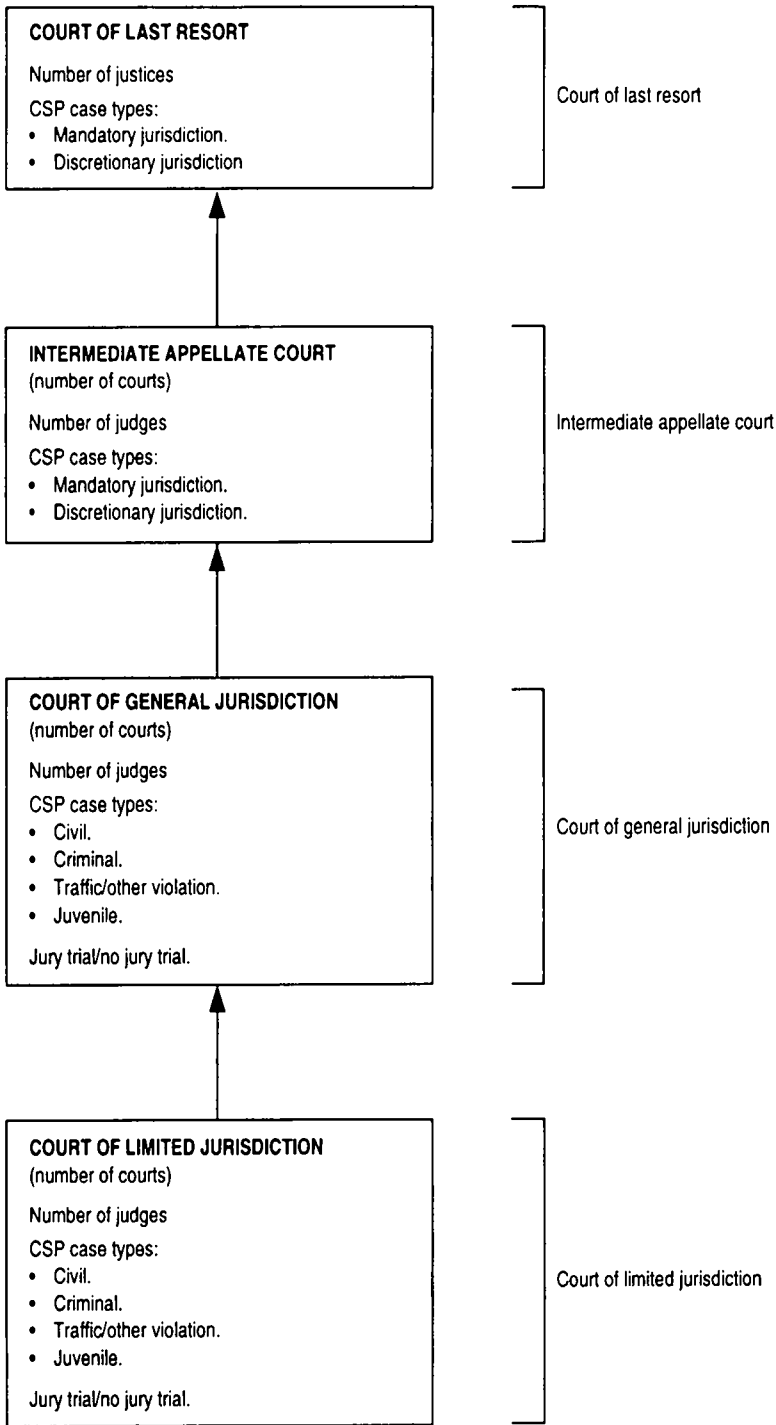 COURT OF LAST RESORT
Number of justices
CSP case types:
• Mandatory jurisdiction.
• Discretionary jurisdiction
Court of last resort
INTERMEDIATE APPELLATE COURT
(number of courts)
Number of judges
CSP case types:
• Mandatory jurisdiction.
• Discretionary jurisdiction.
Intermediate appellate court
COURT OF GENERAL JURISDICTION
(number of courts)
Number of judges
CSP case types:
• Civil.
• Criminal.
• Traffic/other violation.
• Juvenile.
Jury trial/no jury trial.
Court of general jurisdiction
COURT OF LIMITED JURISDICTION
(number of courts)
Number of judges
CSP case types:
• Civil.
• Criminal.
• Traffic/other violation.
• Juvenile.
Jury trial/no jury trial.
Court of limited jurisdiction